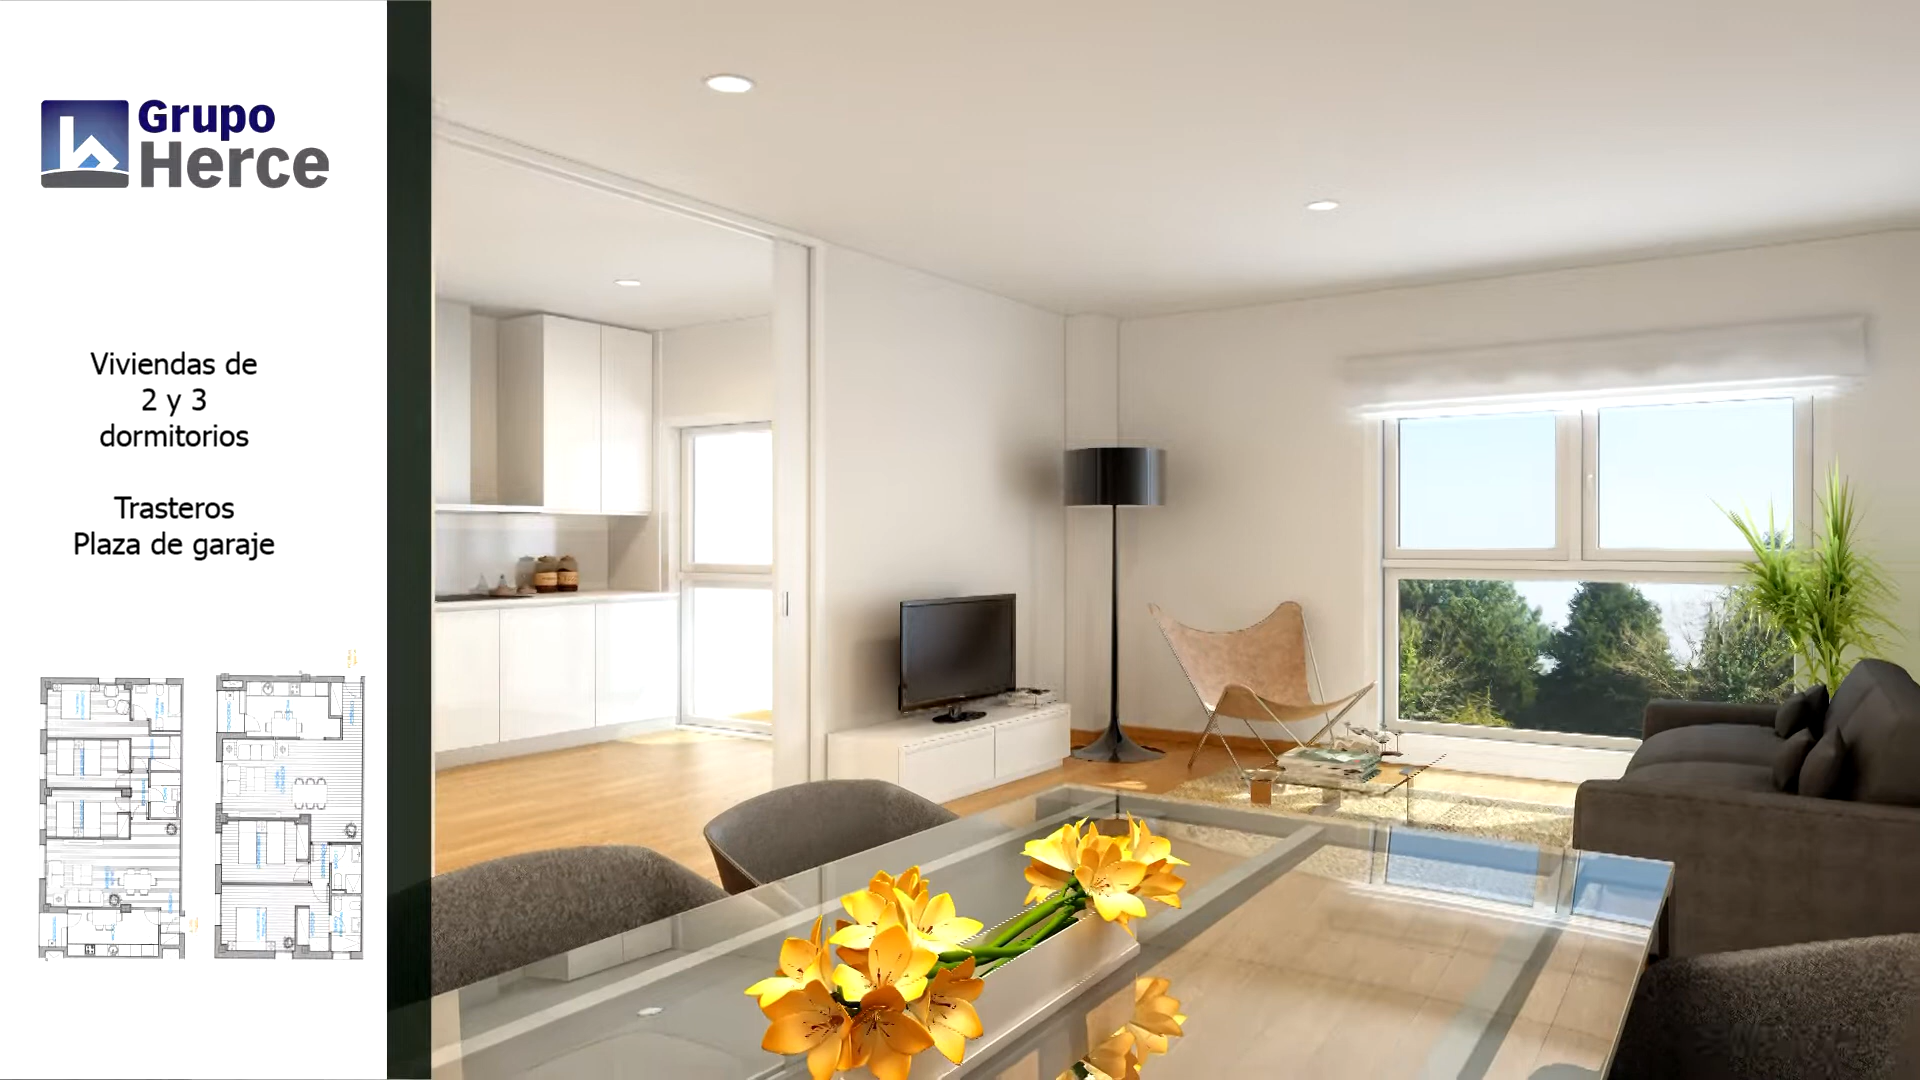 Grupo
Herce
Viviendas de
2 y 3
dormitorios
Trasteros
Plaza de garaje